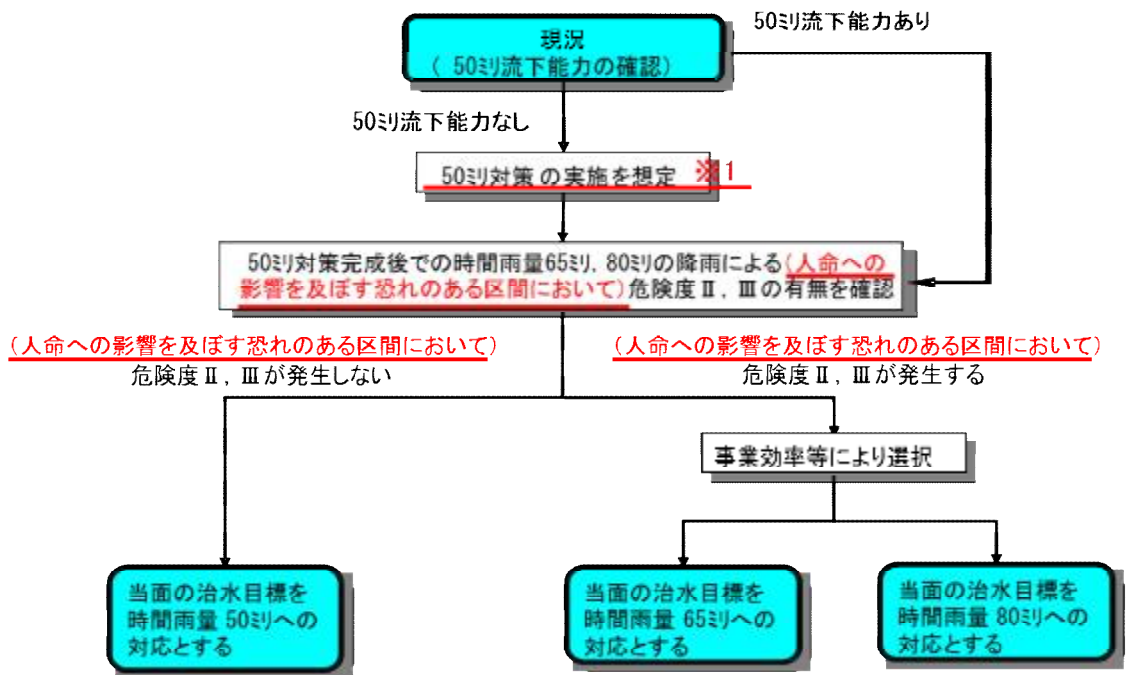 50ミリ流下能力あり
現況
( 50ミリ流下能力の確認)
50ミリ流下能力なし
50ミリ対策の実施を想定 ※1
50ミリ対策完成後での時間雨量65ミリ,80ミリの降雨による(人命への
影響を及ぼす恐れのある区間において)危険度Ⅱ,Ⅲの有無を確認
(人命への影響を及ぼす恐れのある区間において)
危険度Ⅱ,Ⅲが発生しない
(人命への影響を及ぼす恐れのある区間において)
危険度Ⅱ,Ⅲが発生する
事業効率等により選択
当面の治水目標を
時間雨量 50ミリへの
対応とする
当面の治水目標を
時間雨量 65ミリへの
対応とする
当面の治水目標を
時間雨量 80ミリへの
対応とする